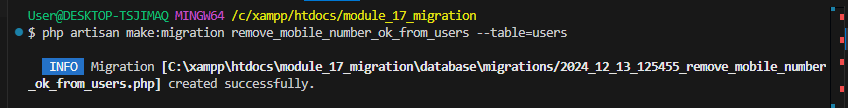 User@DESKTOP-TSJIMAQ MINGW64 /c/xampp/htdocs/module_17_migration
$ php artisan make:migration remove_mobile_number_ok_from_users --table=users
INFO Migration [C:\xampp\htdocs\module_17_migration\database\migrations/2024_12_13_125455_remove_mobile_number
_ok_from_users.php] created successfully.